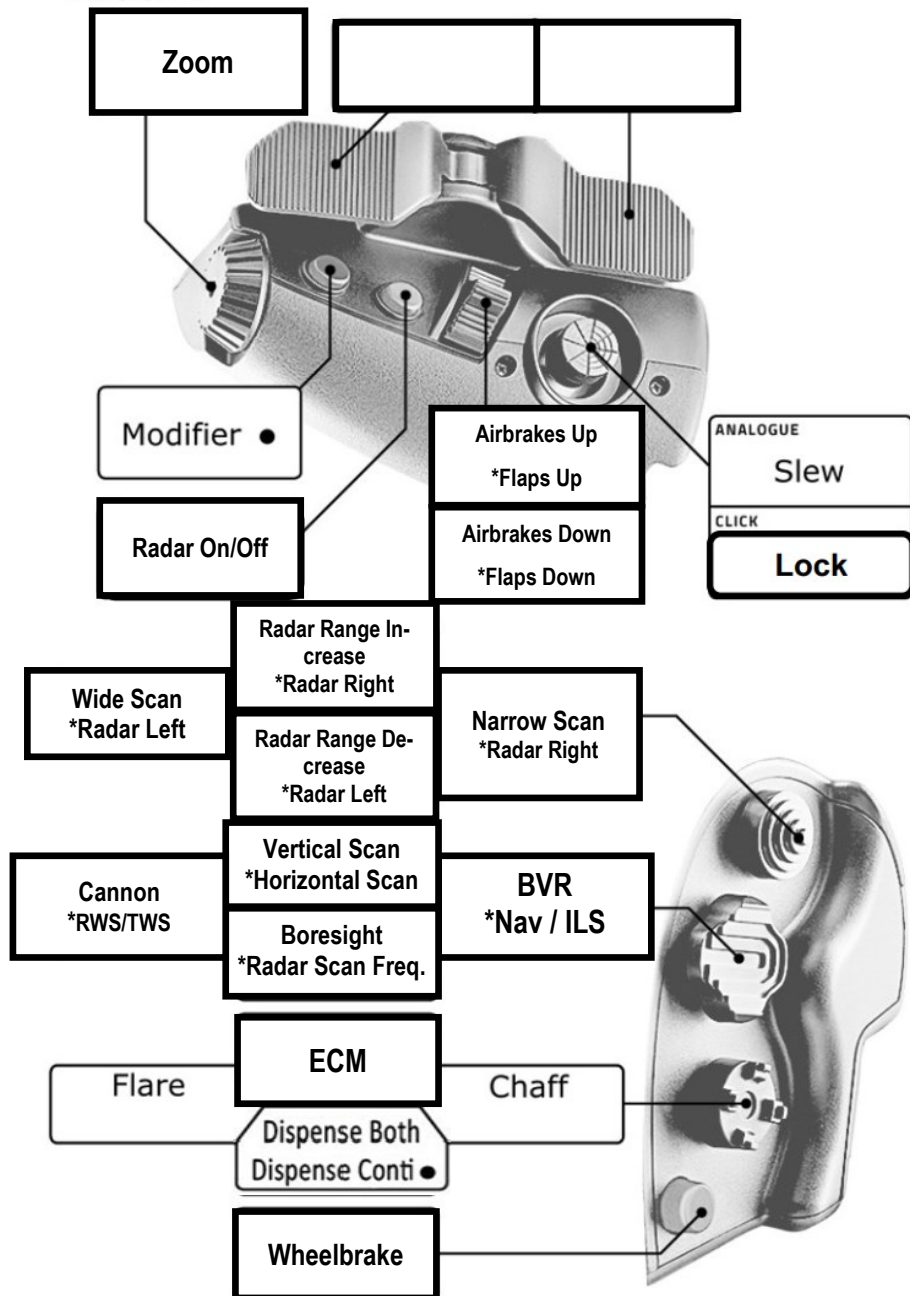 Zoom
Modifier ●
Airbrakes Up
*Flaps Up
ANALOGUE
Slew
CLICK
Lock
Radar On/Off
Airbrakes Down
*Flaps Down
Radar Range In-
crease
*Radar Right
Wide Scan
*Radar Left
Narrow Scan
*Radar Right
Radar Range De-
crease
*Radar Left
Vertical Scan
*Horizontal Scan
Cannon
*RWS/TWS
BVR
*Nav / ILS
Boresight
*Radar Scan Freq.
ECM
Flare
Chaff
Dispense Both
Dispense Conti ●
Wheelbrake